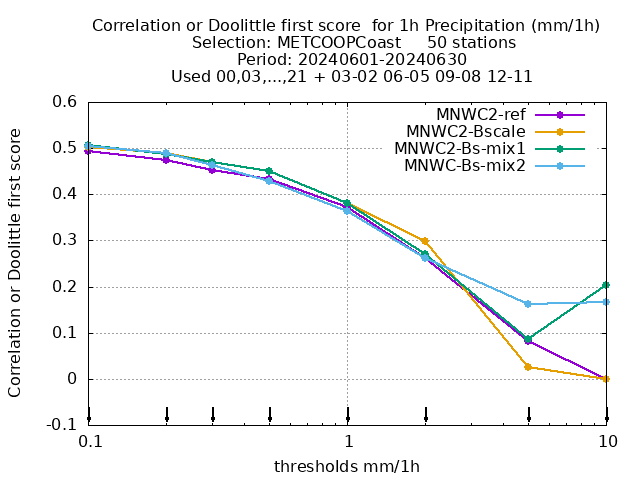 Correlation or Doolittle first score  for 1h Precipitation (mm/1h)
Selection: METCOOPCoast     50 stations
Period: 20240601-20240630
Used 00,03,...,21 + 03-02 06-05 09-08 12-11
MNWC2-ref
MNWC2-Bscale
MNWC2-Bs-mix1
MNWC-Bs-mix2
Correlation or Doolittle first score
0.6
0.5
0.4
0.3
0.2
0.1
0
-0.1
0.1 1 10
thresholds mm/1h